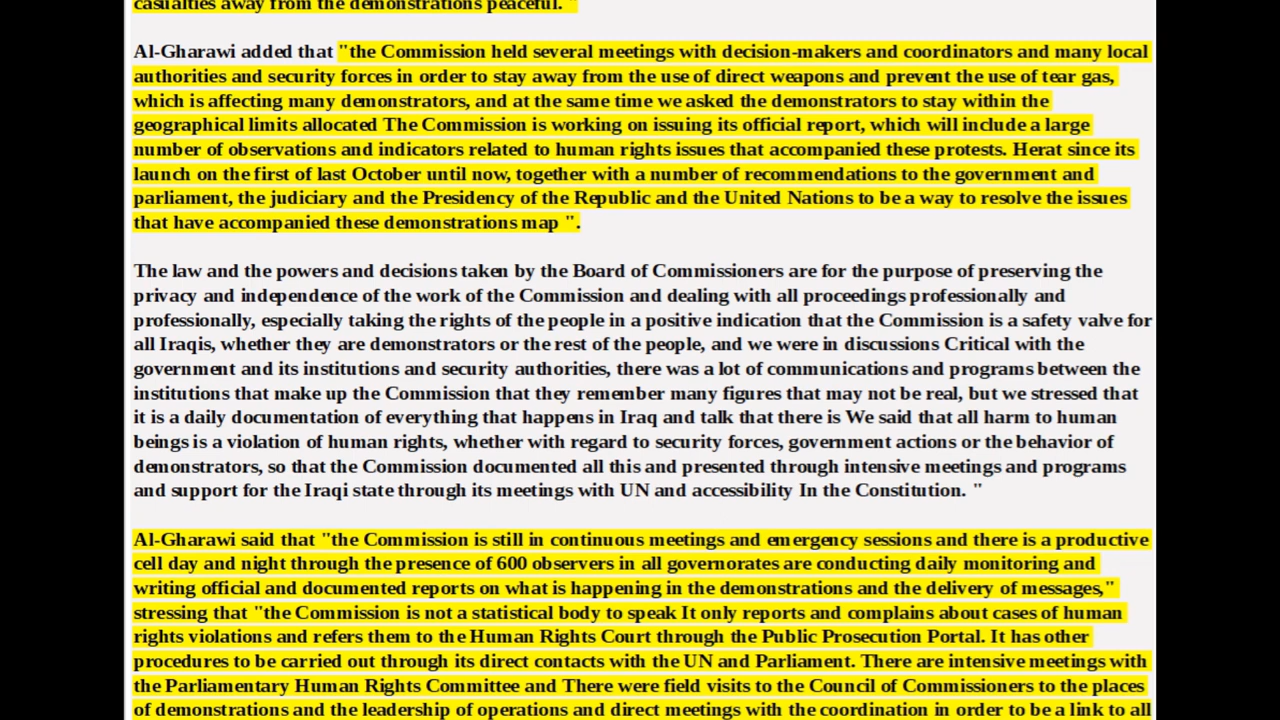 casualties away from the demonstrations peaceful. "
Al-Gharawi added that "the Commission held several meetings with decision-makers and coordinators and many local
authorities and security forces in order to stay away from the use of direct weapons and prevent the use of tear gas,
which is affecting many demonstrators, and at the same time we asked the demonstrators to stay within the
geographical limits allocated The Commission is working on issuing its official report, which will include a large
number of observations and indicators related to human rights issues that accompanied these protests. Herat since its
launch on the first of last October until now, together with a number of recommendations to the government and
parliament, the judiciary and the Presidency of the Republic and the United Nations to be a way to resolve the issues
that have accompanied these demonstrations map ".
The law and the powers and decisions taken by the Board of Commissioners are for the purpose of preserving the
privacy and independence of the work of the Commission and dealing with all proceedings professionally and
professionally, especially taking the rights of the people in a positive indication that the Commission is a safety valve for
all Iraqis, whether they are demonstrators or the rest of the people, and we were in discussions Critical with the
government and its institutions and security authorities, there was a lot of communications and programs between the
institutions that make up the Commission that they remember many figures that may not be real, but we stressed that
it is a daily documentation of everything that happens in Iraq and talk that there is We said that all harm to human
beings is a violation of human rights, whether with regard to security forces, government actions or the behavior of
demonstrators, so that the Commission documented all this and presented through intensive meetings and programs
and support for the Iraqi state through its meetings with UN and accessibility In the Constitution. "
Al-Gharawi said that "the Commission is still in continuous meetings and emergency sessions and there is a productive
cell day and night through the presence of 600 observers in all governorates are conducting daily monitoring and
writing official and documented reports on what is happening in the demonstrations and the delivery of messages,"
stressing that "the Commission is not a statistical body to speak It only reports and complains about cases of human
rights violations and refers them to the Human Rights Court through the Public Prosecution Portal. It has other
procedures to be carried out through its direct contacts with the UN and Parliament. There are intensive meetings with
the Parliamentary Human Rights Committee and There were field visits to the Council of Commissioners to the places
of demonstrations and the leadership of operations and direct meetings with the coordination in order to be a link to all